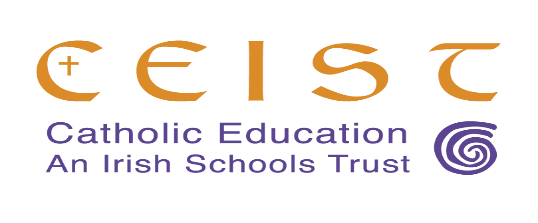 CEIST
Catholic Education
An Irish Schools Trust